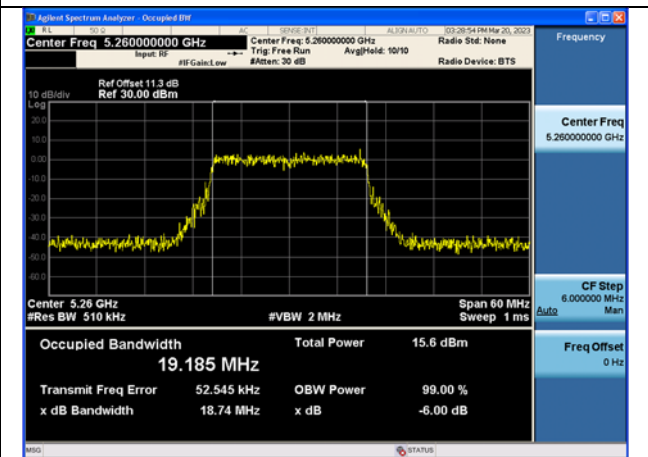 Agilent Spectrum Analyzer - Occupied BW
RL 50 Ω AC SENSE:INT ALIGNAUTO 03:28:54 PM Mar 20, 2023
Center Freq 5.260000000 GHz Center Freq: 5.260000000 GHz Radio Std: None Frequency
Input: RF Trig: Free Run Avg|Hold: 10/10
#IFGain:Low #Atten: 30 dB Radio Device: BTS
Ref Offset 11.3 dB
10 dB/div Ref 30.00 dBm
Log
20.0
10.0
0.00
-10.0
-20.0
-30.0
-40.0
-50.0
-60.0
Center Freq
5.260000000 GHz
Center 5.26 GHz Span 60 MHz
#Res BW 510 kHz #VBW 2 MHz Sweep 1 ms
CF Step
6.000000 MHz
Auto Man
Occupied Bandwidth Total Power 15.6 dBm
19.185 MHz
Transmit Freq Error 52.545 kHz OBW Power 99.00 %
x dB Bandwidth 18.74 MHz x dB -6.00 dB
Freq Offset
0 Hz
MSG STATUS